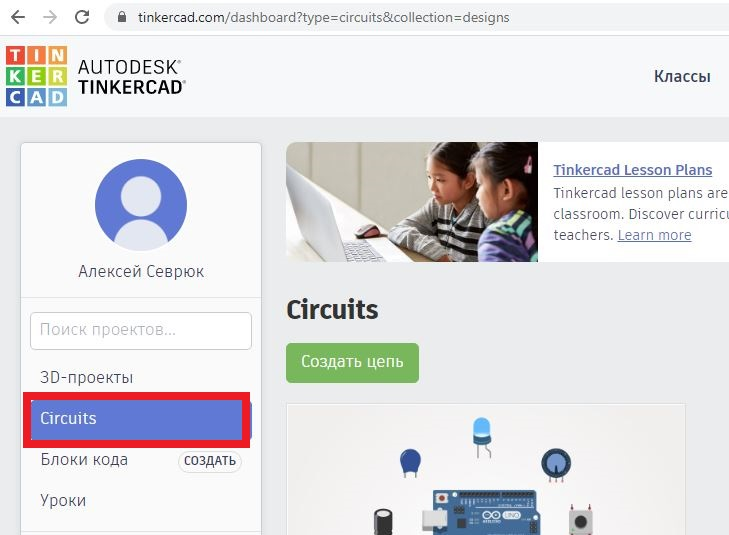 tinkercad.com/dashboard?type=circuits&collection=designs
TIN
KER
CAD
AUTODESK®
TINKERCAD®
Классы
Алексей Севрюк
Поиск проектов...
3D-проекты
Circuits
Блоки кода
СОЗДАТЬ
Уроки
Tinkercad Lesson Plans
Tinkercad lesson plans are
classroom. Discover curricu
teachers. Learn more
Circuits
Создать цепь
UNO
ARDUINO